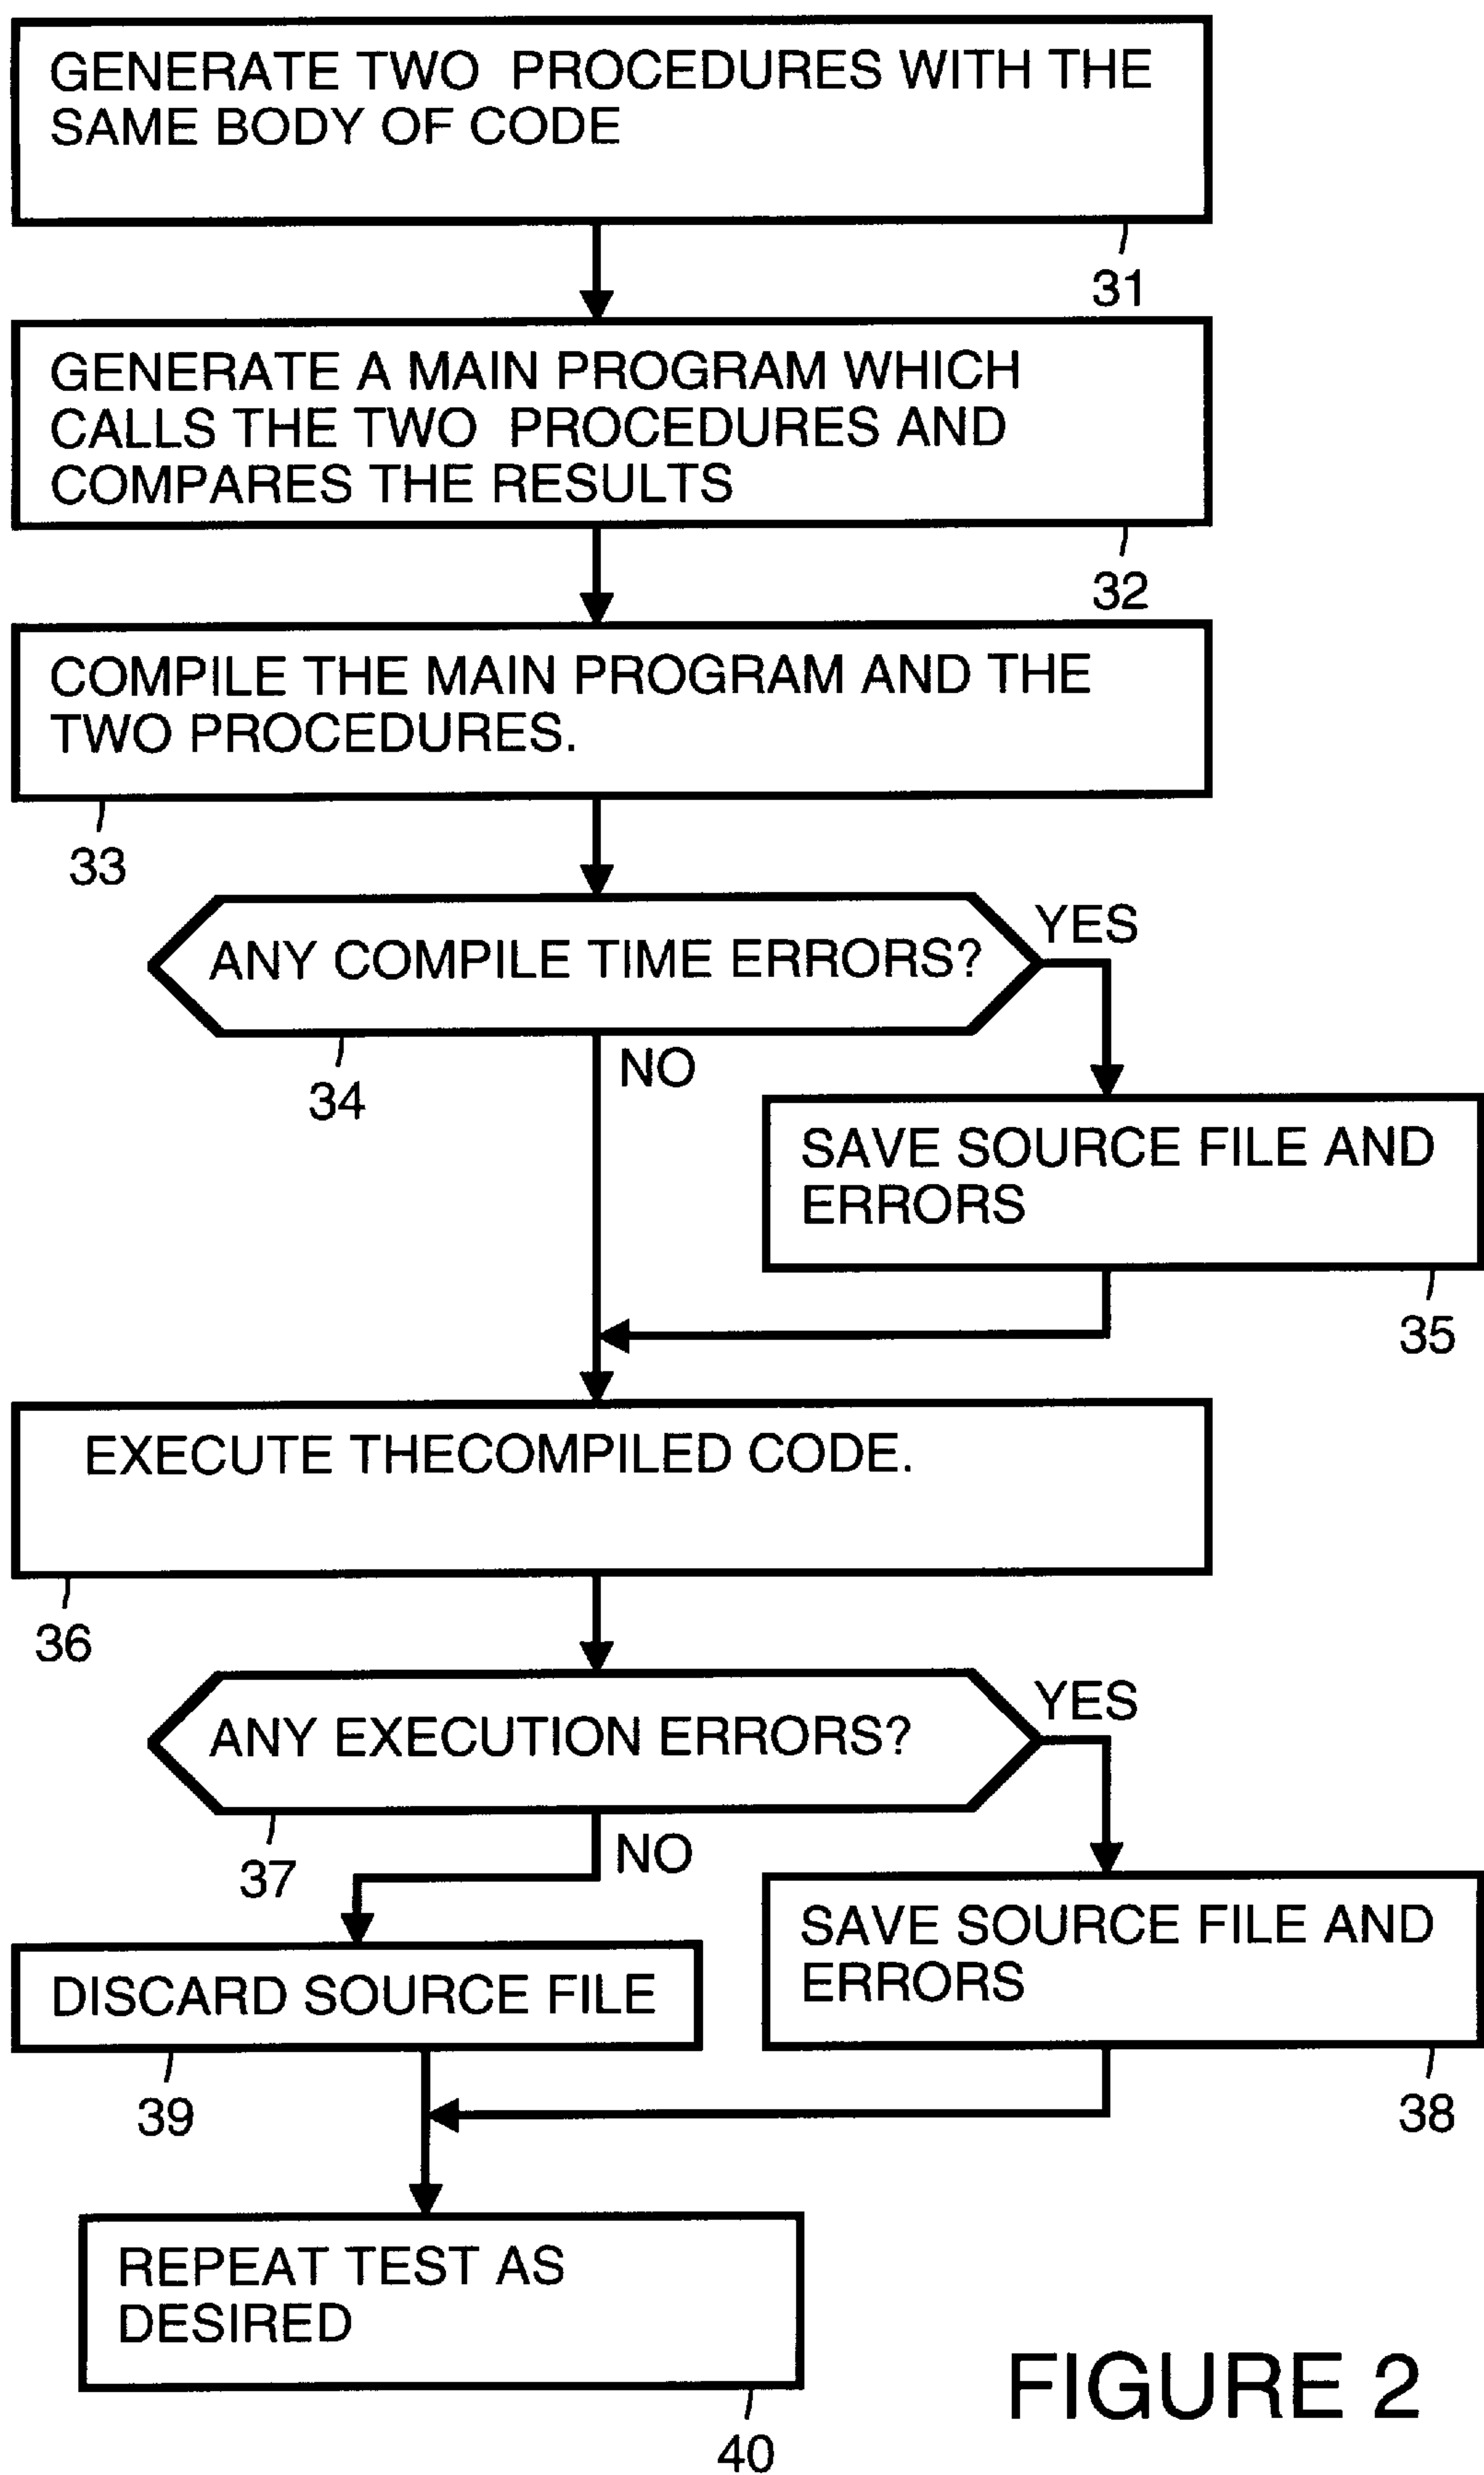 GENERATE TWO PROCEDURES WITH THE
SAME BODY OF CODE
31
GENERATE A MAIN PROGRAM WHICH
CALLS THE TWO PROCEDURES AND
COMPARES THE RESULTS
32
COMPILE THE MAIN PROGRAM AND THE
TWO PROCEDURES.
33
ANY COMPILE TIME ERRORS?
YES
34
NO
SAVE SOURCE FILE AND
ERRORS
35
EXECUTE THECOMPILED CODE.
36
ANY EXECUTION ERRORS?
YES
37
NO
SAVE SOURCE FILE AND
ERRORS
38
DISCARD SOURCE FILE
39
REPEAT TEST AS
DESIRED
40
FIGURE 2